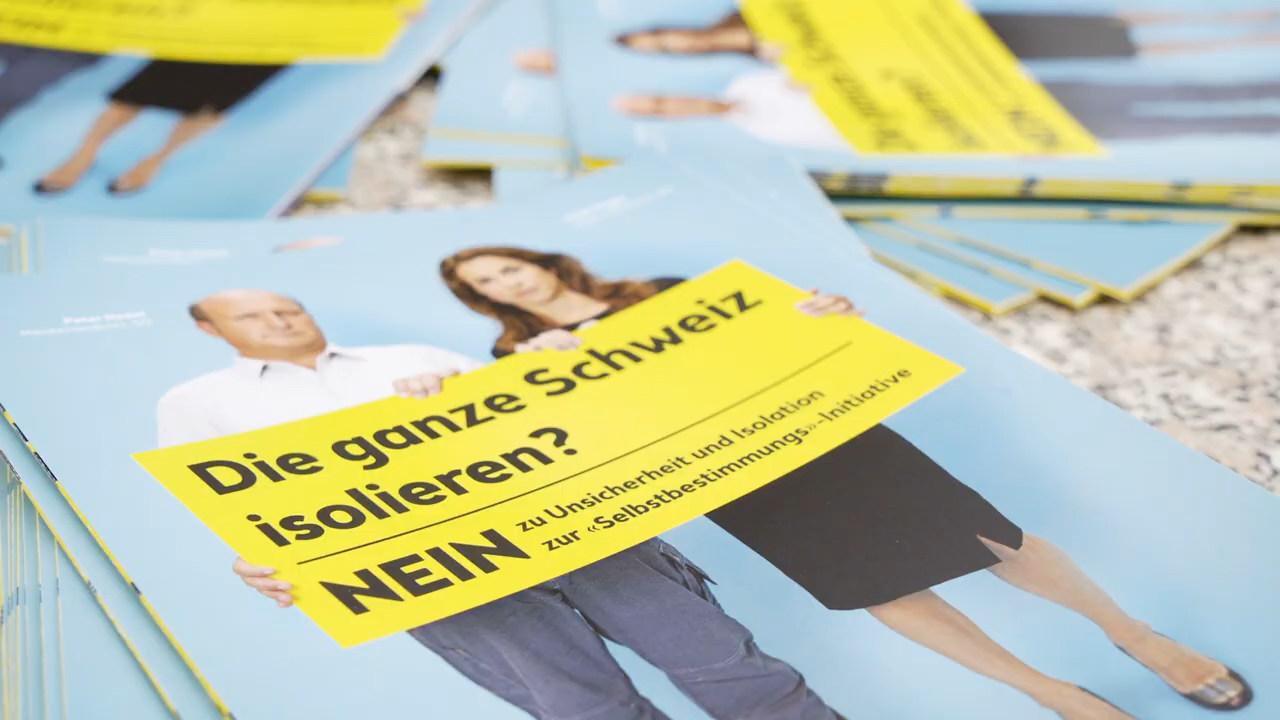 Die ganze Schweiz
isolieren?
NEIN zu Unsicherheit und Isolation
zur «Selbstbestimmungs»-Initiative